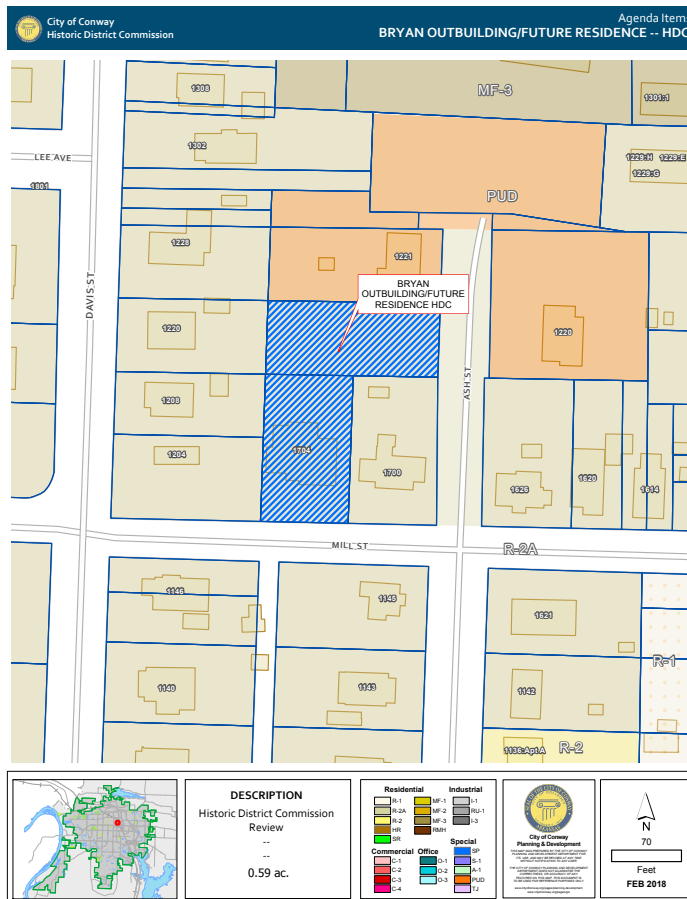 City of Conway
Historic District Commission
Agenda Items
BRYAN OUTBUILDING/FUTURE RESIDENCE -- HDC
1308
MF-3
1301:1
1302
LEE AVE
1229:H 1229:E
1229:G
1001
PUD
1228
1221
BRYAN
OUTBUILDING/FUTURE
RESIDENCE HDC
DAVIS ST
1220
1220
ASH ST
1208
1204
1704
1700
1626
1620
1614
MILL ST
R-2A
1146
1145
1621
R-1
1140
1143
1142
1136:Apt A
R-2
DESCRIPTION
Historic District Commission
Review
--
--
0.59 ac.
Residential
R-1
R-2A
R-2
HR
SR
MF-1
MF-2
MF-3
RMH
Industrial
I-1
RU-1
I-3
Commercial
C-1
C-2
C-3
C-4
Office
O-1
O-2
O-3
Special
SP
S-1
A-1
PUD
TJ
City of Conway
Planning & Development
N
70
Feet
FEB 2018